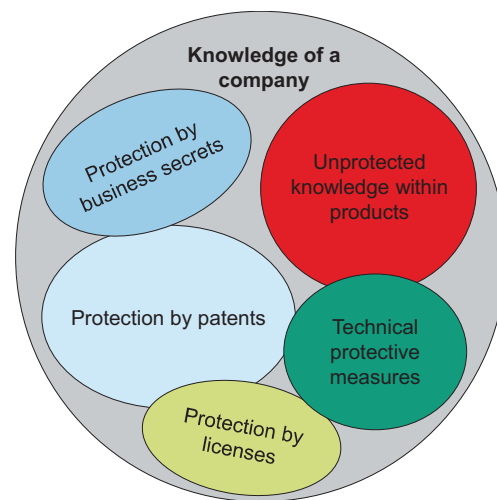 Knowledge of a
company
Protection by
business secrets
Unprotected
knowledge within
products
Protection by patents
Technical
protective
measures
Protection by
licenses